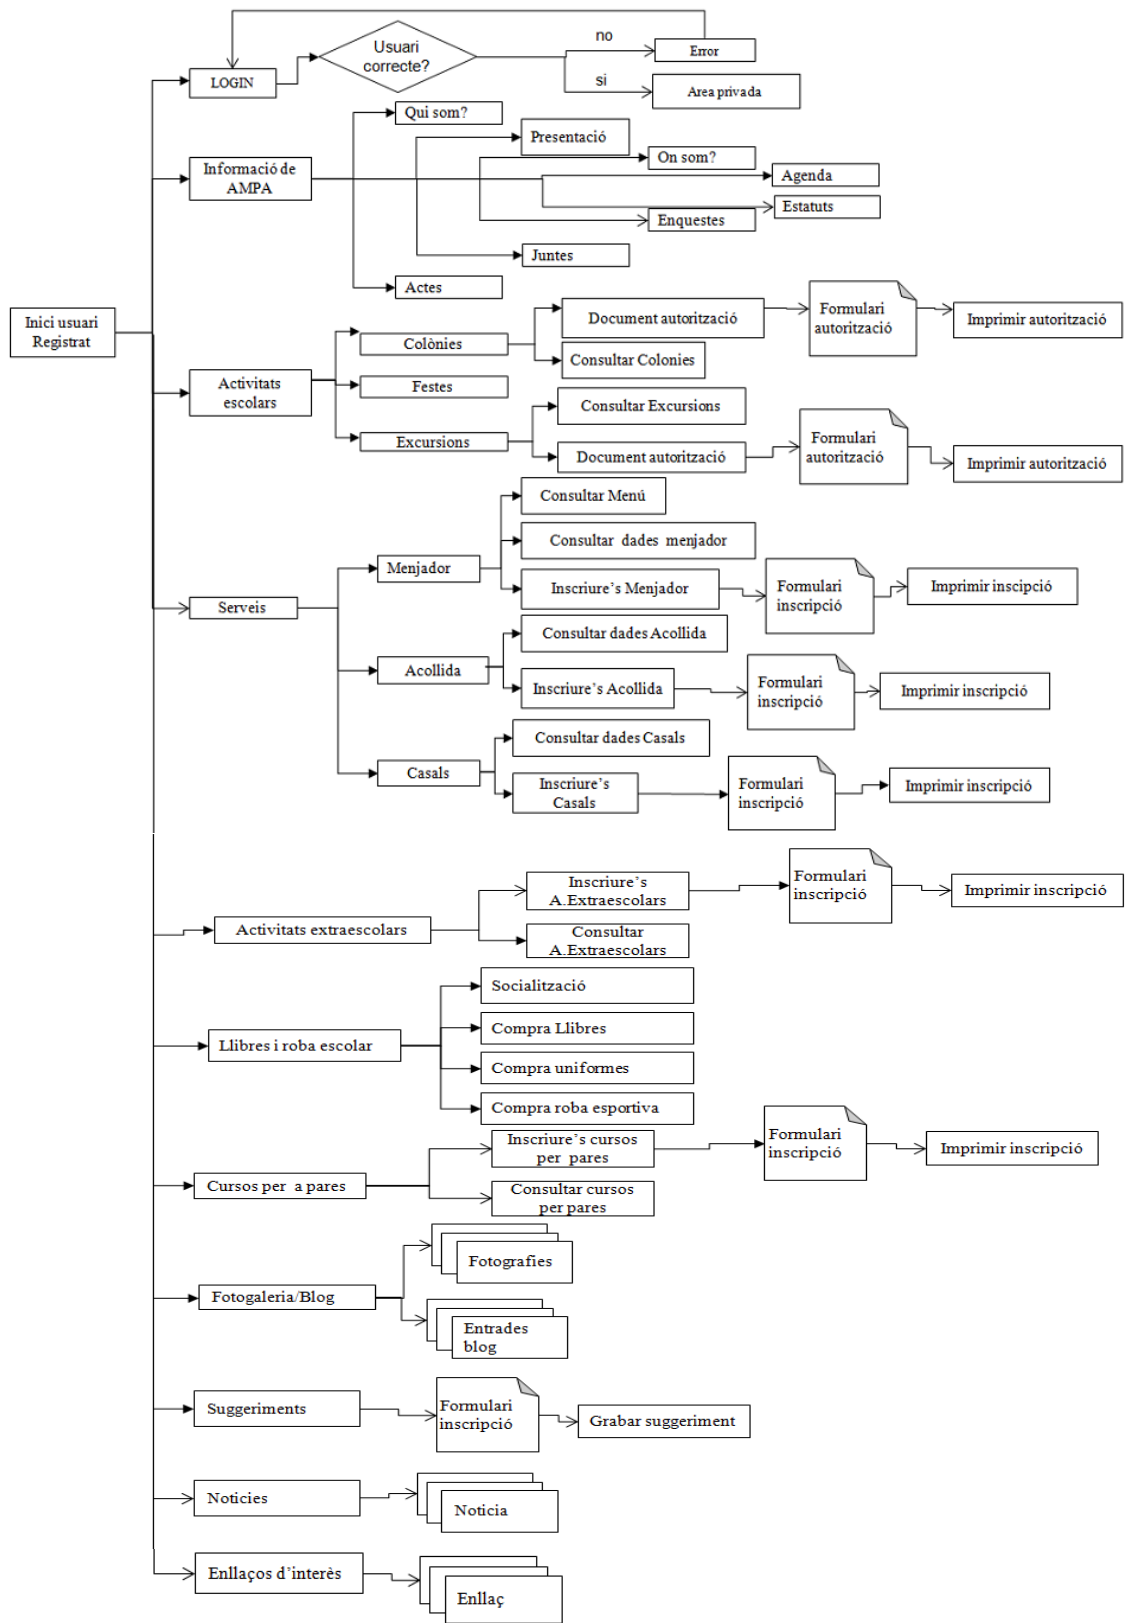 no
Usuari
correcte?
Error
LOGIN
si
Area privada
Qui som?
Presentació
On som?
Informació de
AMPA
Agenda
Estatuts
Enquestes
Juntes
Actes
Inici usuari
Registrat
Document autorització
Formulari
autorització
Imprimir autorització
Colònies
Consultar Colonies
Activitats
escolars
Festes
Consultar Excursions
Excursions
Document autorització
Formulari
autorització
Imprimir autorització
Consultar Menú
Consultar dades menjador
Menjador
Inscriure's Menjador
Formulari
inscripció
Imprimir inscipció
Serveis
Consultar dades Acollida
Acollida
Inscriure's Acollida
Formulari
inscripció
Imprimir inscripció
Consultar dades Casals
Casals
Inscriure's
Casals
Formulari
inscripció
Imprimir inscripció
Inscriure's
A.Extraescolars
Formulari
inscripció
Imprimir inscripció
Activitats extraescolars
Consultar
A.Extraescolars
Socialització
Compra Llibres
Llibres i roba escolar
Compra uniformes
Compra roba esportiva
Inscriure's cursos
per pares
Formulari
inscripció
Imprimir inscripció
Cursos per a pares
Consultar cursos
per pares
Fotografies
Fotogaleria/Blog
Entrades
blog
Suggeriments
Formulari
inscripció
Grabar suggeriment
Noticies
Noticia
Enllaços d'interès
Enllaç